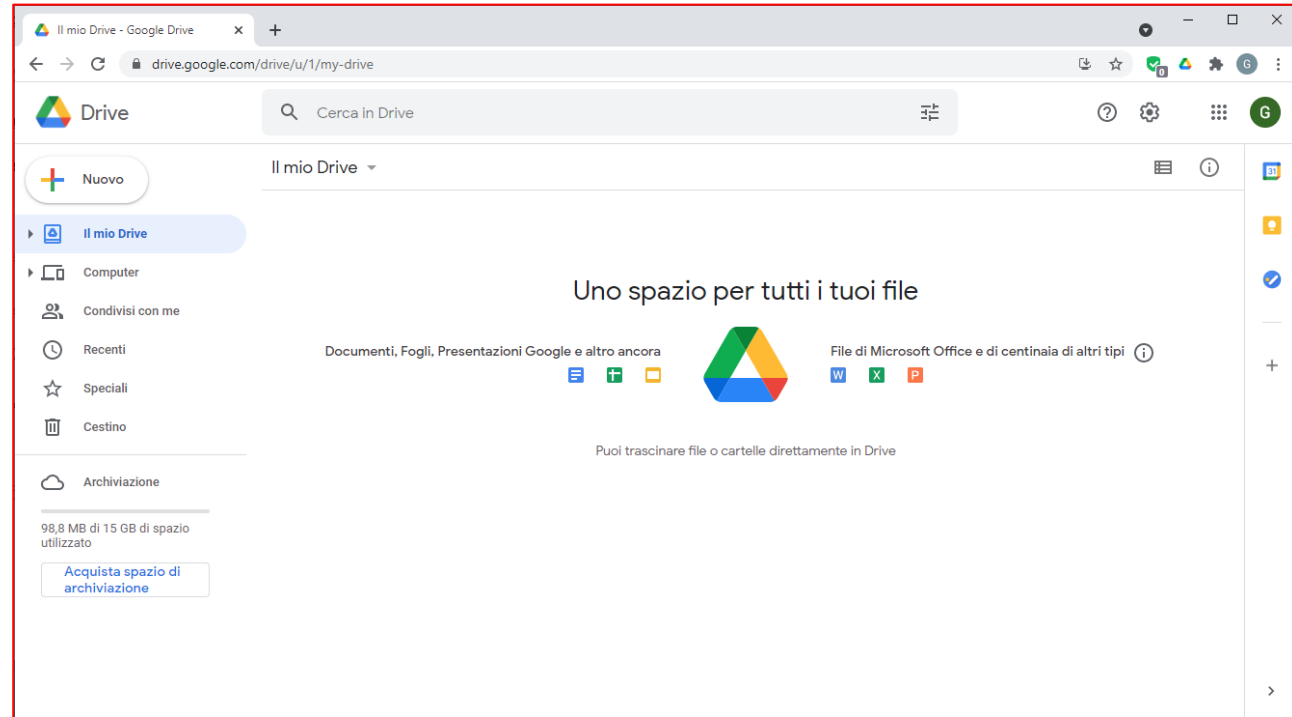 Il mio Drive - Google Drive
drive.google.com/drive/u/1/my-drive
0
G
Drive
Cerca in Drive
G
Nuovo
Il mio Drive
31
Il mio Drive
Computer
Condivisi con me
Recenti
Speciali
Cestino
Archiviazione
98,8 MB di 15 GB di spazio
utilizzato
Acquista spazio di
archiviazione
Uno spazio per tutti i tuoi file
Documenti, Fogli, Presentazioni Google e altro ancora
File di Microsoft Office e di centinaia di altri tipi
W X P
Puoi trascinare file o cartelle direttamente in Drive